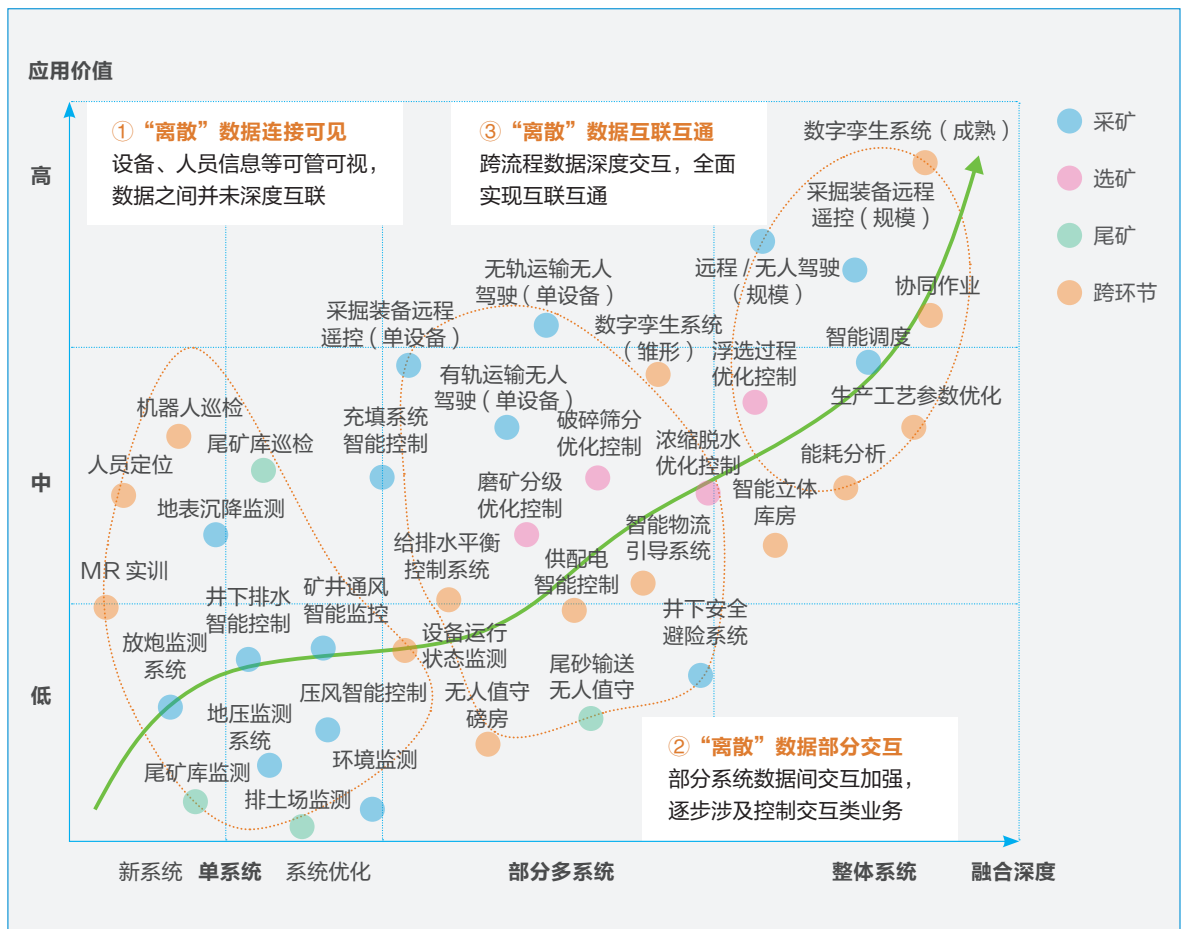 应用价值
高
中
低
① “离散”数据连接可见
设备、人员信息等可管可视，
数据之间并未深度互联
③ “离散”数据互联互通
跨流程数据深度交互，全面
实现互联互通
② “离散”数据部分交互
部分系统数据间交互加强，
逐步涉及控制交互类业务
采矿
选矿
尾矿
跨环节
数字孪生系统（成熟）
采掘装备远程
遥控（规模）
远程 / 无人驾驶
（规模）
协同作业
智能调度
浮选过程
优化控制
生产工艺参数优化
能耗分析
智能立体
库房
无轨运输无人
驾驶（单设备）
采掘装备远程
遥控（单设备）
数字孪生系统
（雏形）
有轨运输无人
驾驶（单设备）
充填系统
智能控制
破碎筛分
优化控制
浓缩脱水
优化控制
磨矿分级
优化控制
智能物流
引导系统
给排水平衡
控制系统
供配电
智能控制
井下安全
避险系统
设备运行
状态监测
尾砂输送
无人值守
无人值守
磅房
机器人巡检
尾矿库巡检
人员定位
地表沉降监测
MR 实训
井下排水
智能控制
矿井通风
智能监控
放炮监测
系统
压风智能控制
地压监测
系统
环境监测
尾矿库监测
排土场监测
新系统
单系统
系统优化
部分多系统
整体系统
融合深度